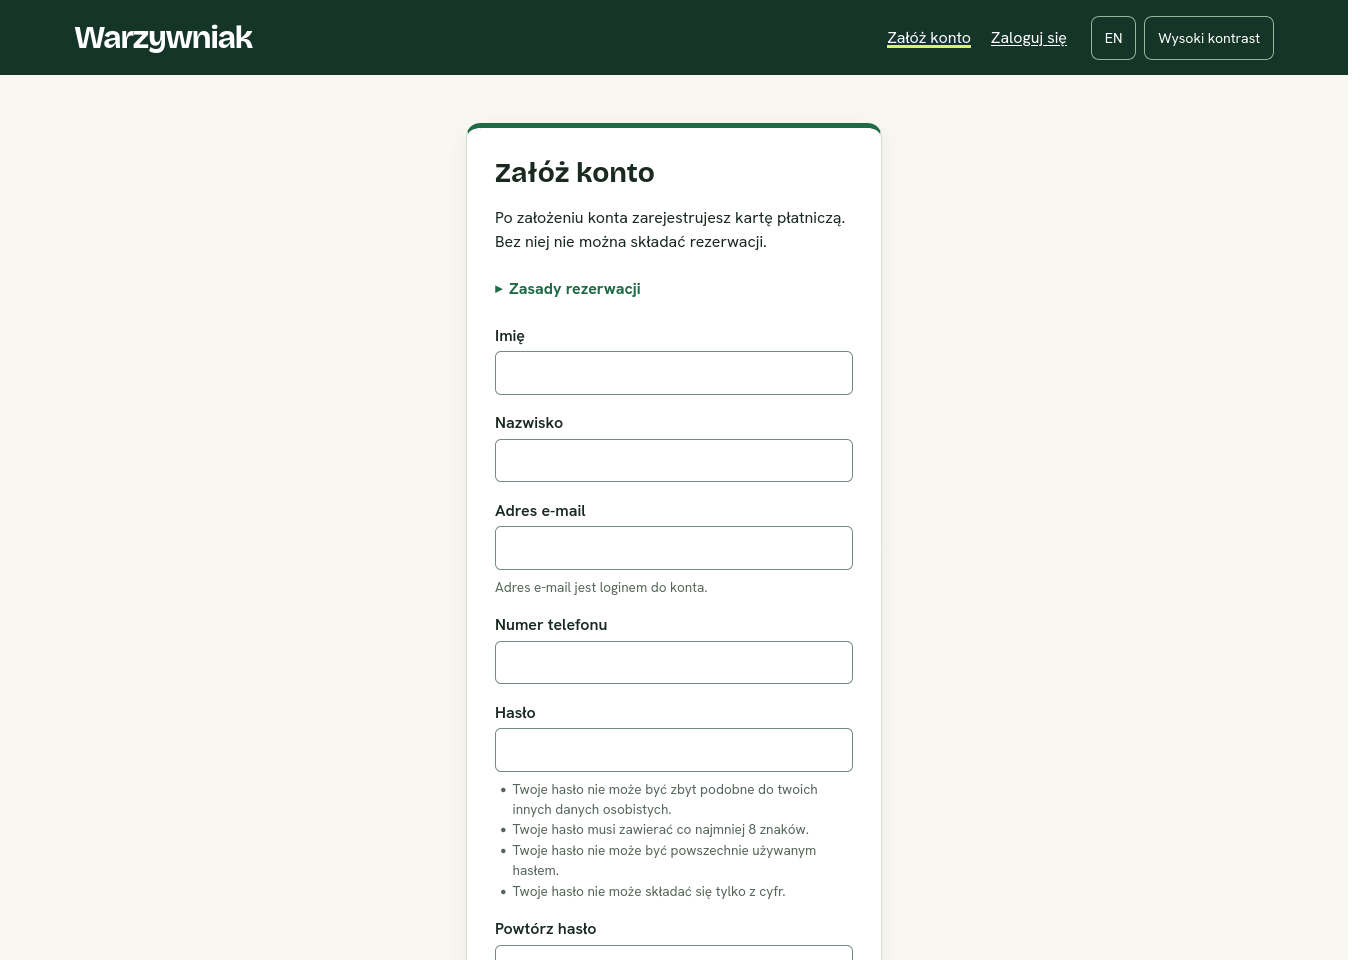 Warzywniak
Załóż konto
Zaloguj się
EN
Wysoki kontrast
Załóż konto
Po założeniu konta zarejestrujesz kartę płatniczą.
Bez niej nie można składać rezerwacji.
▸ Zasady rezerwacji
Imię
Nazwisko
Adres e-mail
Adres e-mail jest loginem do konta.
Numer telefonu
Hasło
• Twoje hasło nie może być zbyt podobne do twoich
innych danych osobistych.
• Twoje hasło musi zawierać co najmniej 8 znaków.
• Twoje hasło nie może być powszechnie używanym
hasłem.
• Twoje hasło nie może składać się tylko z cyfr.
Powtórz hasło